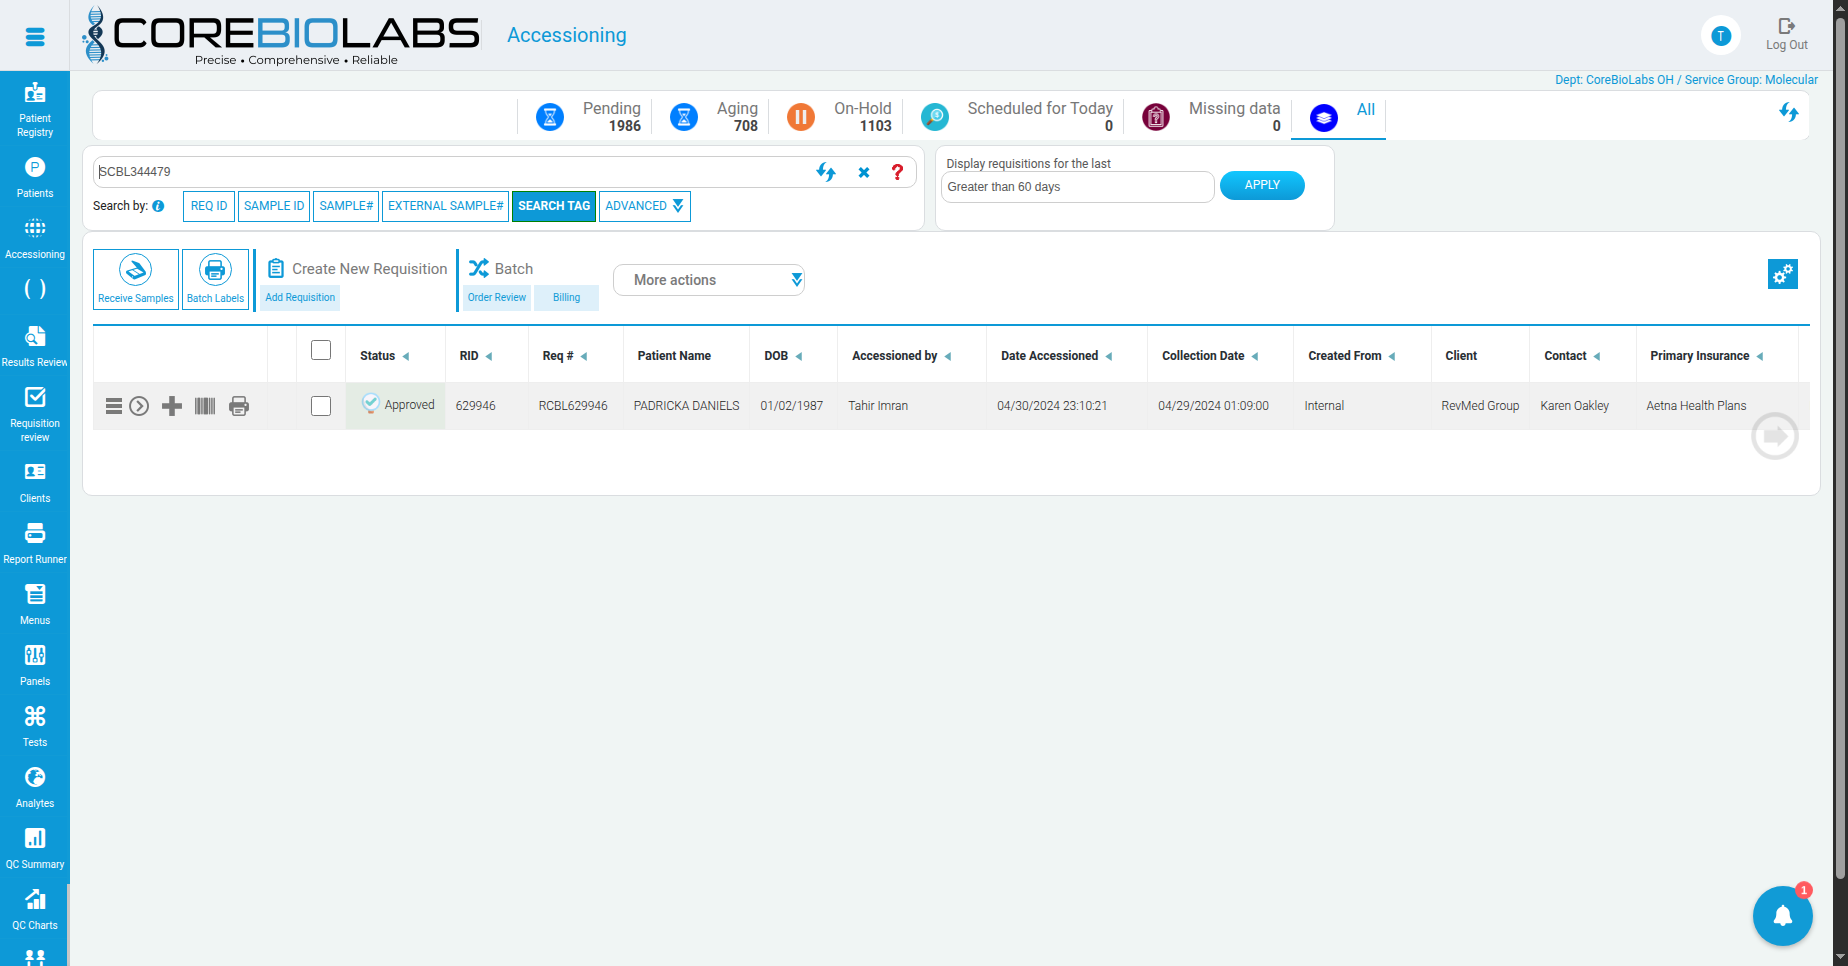 COREBIOLABS
Precise • Comprehensive • Reliable
Accessioning
T
Log Out
Dept: CoreBioLabs OH / Service Group: Molecular
Pending
1986
Aging
708
On-Hold
1103
Scheduled for Today
0
Missing data
0
All
SCBL344479
?
Search by:
REQ ID
SAMPLE ID
SAMPLE#
EXTERNAL SAMPLE#
SEARCH TAG
ADVANCED
Display requisitions for the last
Greater than 60 days
APPLY
Receive Samples
Batch Labels
Create New Requisition
Add Requisition
Batch
Order Review
Billing
More actions
Status RID Req # Patient Name DOB Accessioned by Date Accessioned Collection Date Created From Client Contact Primary Insurance
Approved 629946 RCBL629946 PADRICKA DANIELS 01/02/1987 Tahir Imran 04/30/2024 23:10:21 04/29/2024 01:09:00 Internal RevMed Group Karen Oakley Aetna Health Plans
Patient
Registry
P
Patients
Accessioning
( )
Results Review
Requisition
review
Clients
Report Runner
Menus
Panels
Tests
Analytes
QC Summary
QC Charts
1